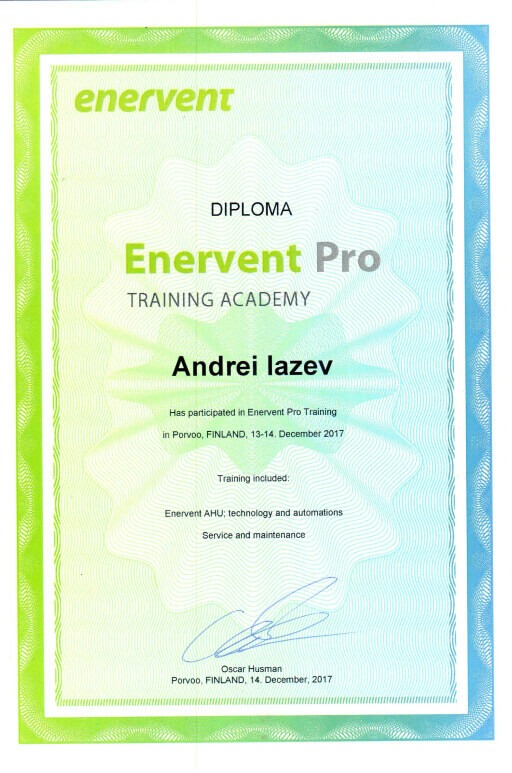 enervent
DIPLOMA
Enervent Pro
TRAINING ACADEMY
Andrei Iazev
Has participated in Enervent Pro Training
in Porvoo, FINLAND, 13-14. December 2017
Training included:
Enervent AHU; technology and automations
Service and maintenance
Oscar Husman
Porvoo, FINLAND, 14. December, 2017